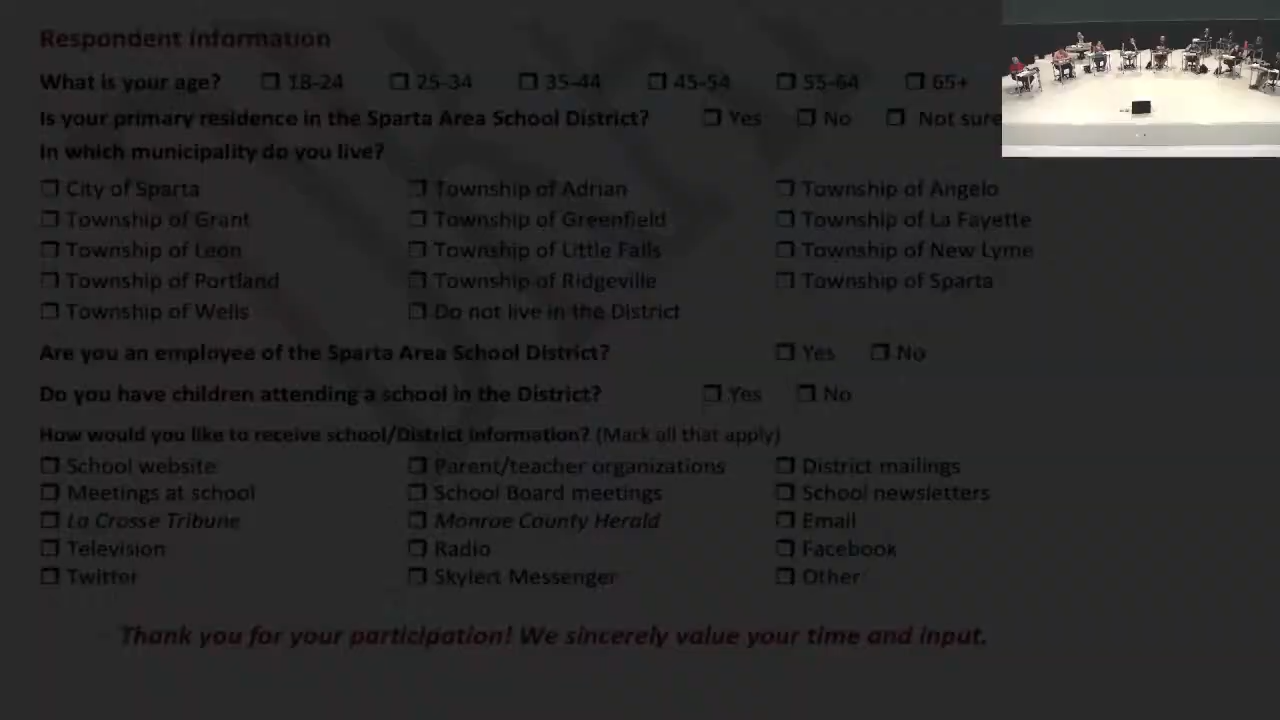 Respondent Information
What is your age? ❒ 18-24 ❒ 25-34 ❒ 35-44 ❒ 45-54 ❒ 55-64 ❒ 65+
Is your primary residence in the Sparta Area School District? ❒ Yes ❒ No ❒ Not sure
In which municipality do you live?
❒ City of Sparta ❒ Township of Adrian ❒ Township of Angelo
❒ Township of Grant ❒ Township of Greenfield ❒ Township of La Fayette
❒ Township of Leon ❒ Township of Little Falls ❒ Township of New Lyme
❒ Township of Portland ❒ Township of Ridgeville ❒ Township of Sparta
❒ Township of Wells ❒ Do not live in the District
Are you an employee of the Sparta Area School District? ❒ Yes ❒ No
Do you have children attending a school in the District? ❒ Yes ❒ No
How would you like to receive school/District information? (Mark all that apply)
❒ School website ❒ Parent/teacher organizations ❒ District mailings
❒ Meetings at school ❒ School Board meetings ❒ School newsletters
❒ La Crosse Tribune ❒ Monroe County Herald ❒ Email
❒ Television ❒ Radio ❒ Facebook
❒ Twitter ❒ Skylert Messenger ❒ Other
Thank you for your participation! We sincerely value your time and input.